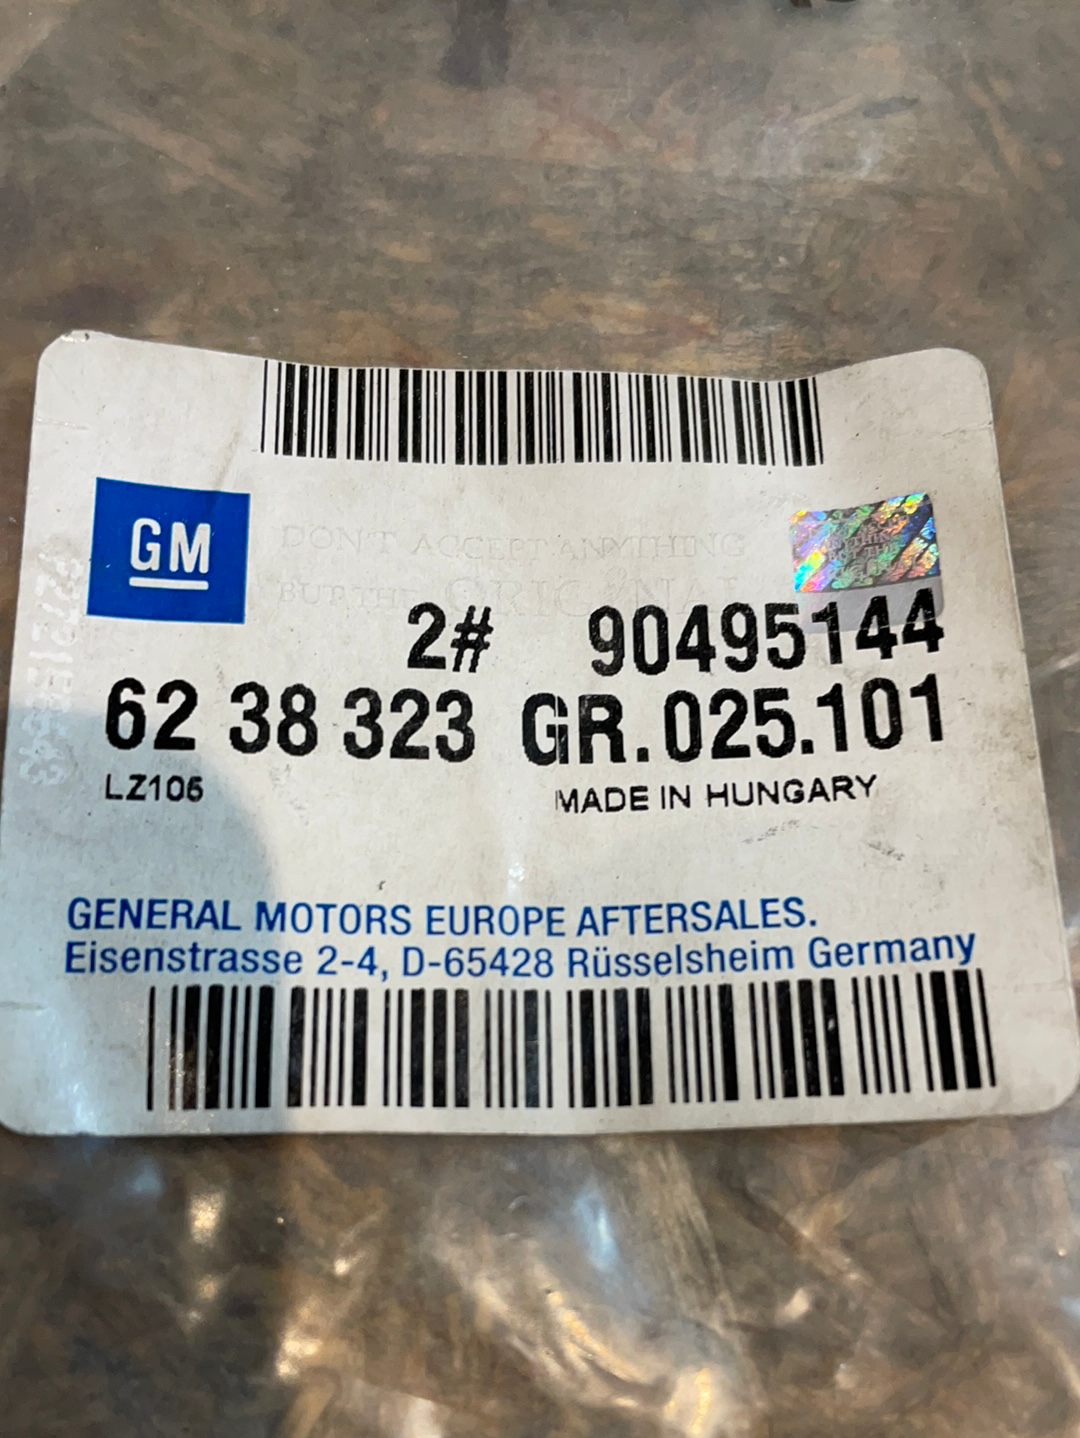 GM
DON'T ACCEPT ANYTHING
BUT THE ORIGINAL
2# 90495144
62 38 323 GR.025.101
LZ106 MADE IN HUNGARY
GENERAL MOTORS EUROPE AFTERSALES.
Eisenstrasse 2-4, D-65428 Rüsselsheim Germany